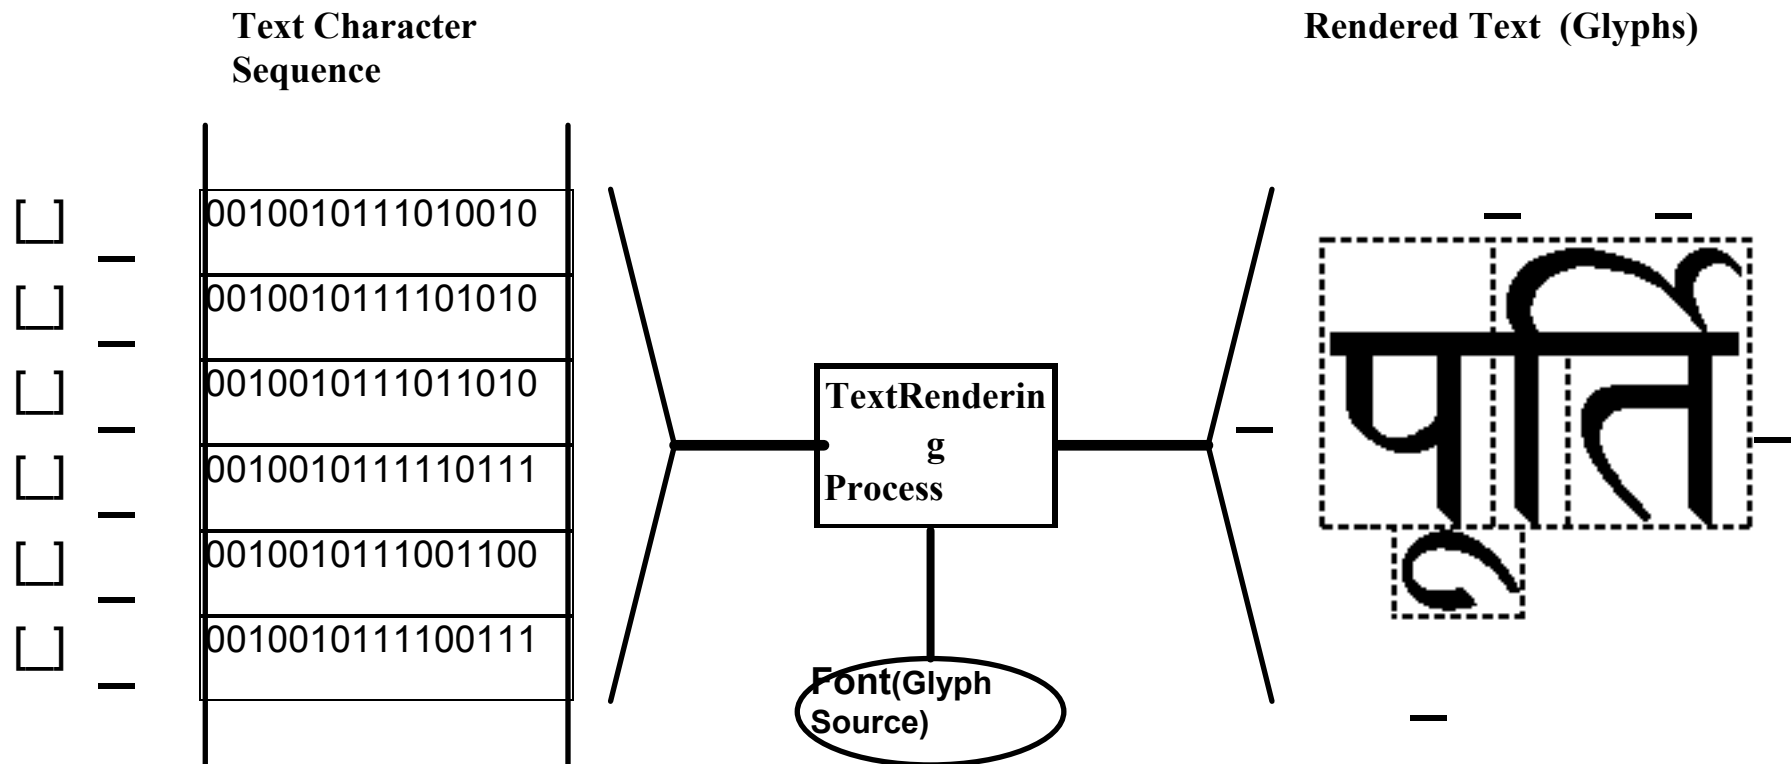 Text Character
Sequence
Rendered Text (Glyphs)
[_] _ 0010010111010010
[_] _ 0010010111101010
[_] _ 0010010111011010
[_] _ 0010010111110111
[_] _ 0010010111001100
[_] _ 0010010111100111
TextRenderin
g
Process
Font(Glyph
Source)
पूर्ति